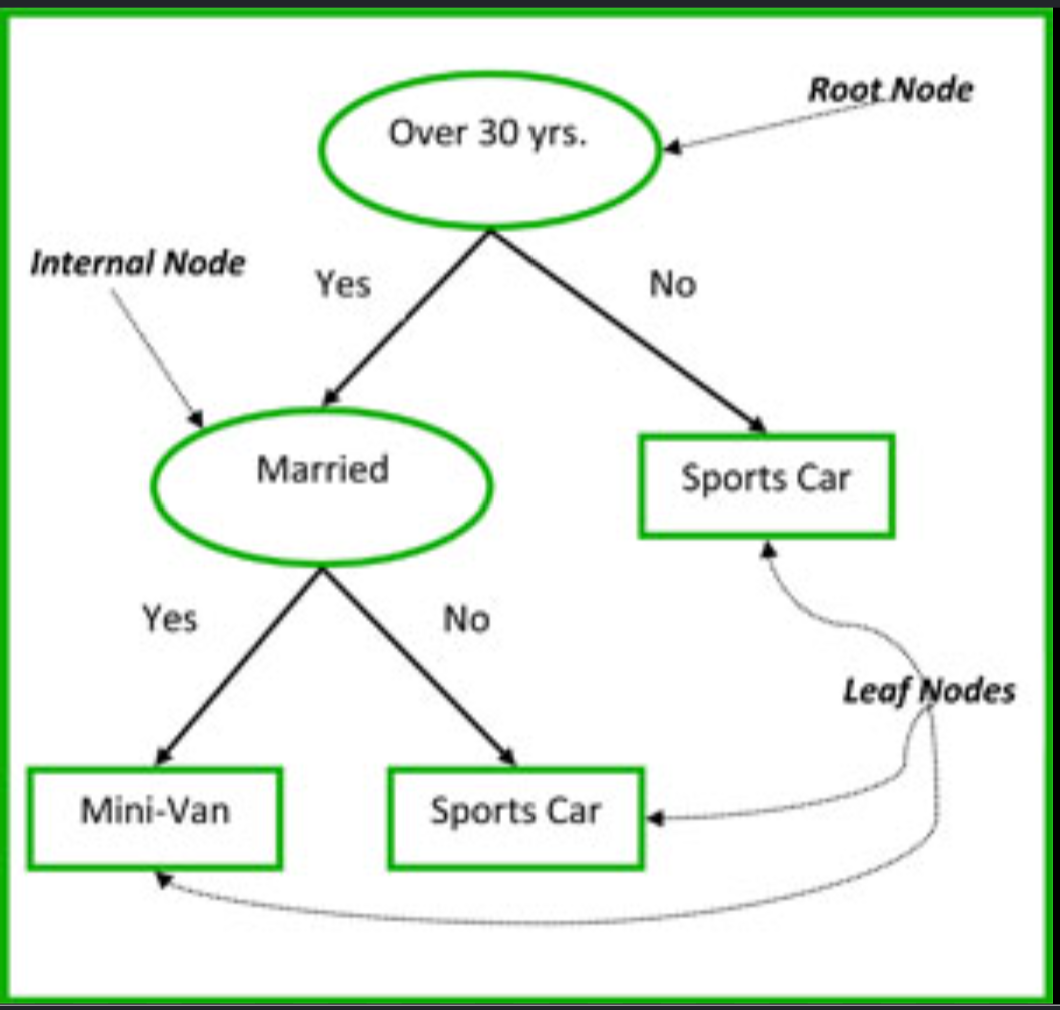 Root Node
Over 30 yrs.
Internal Node
Yes
No
Married
Sports Car
Yes
No
Leaf Nodes
Mini-Van
Sports Car